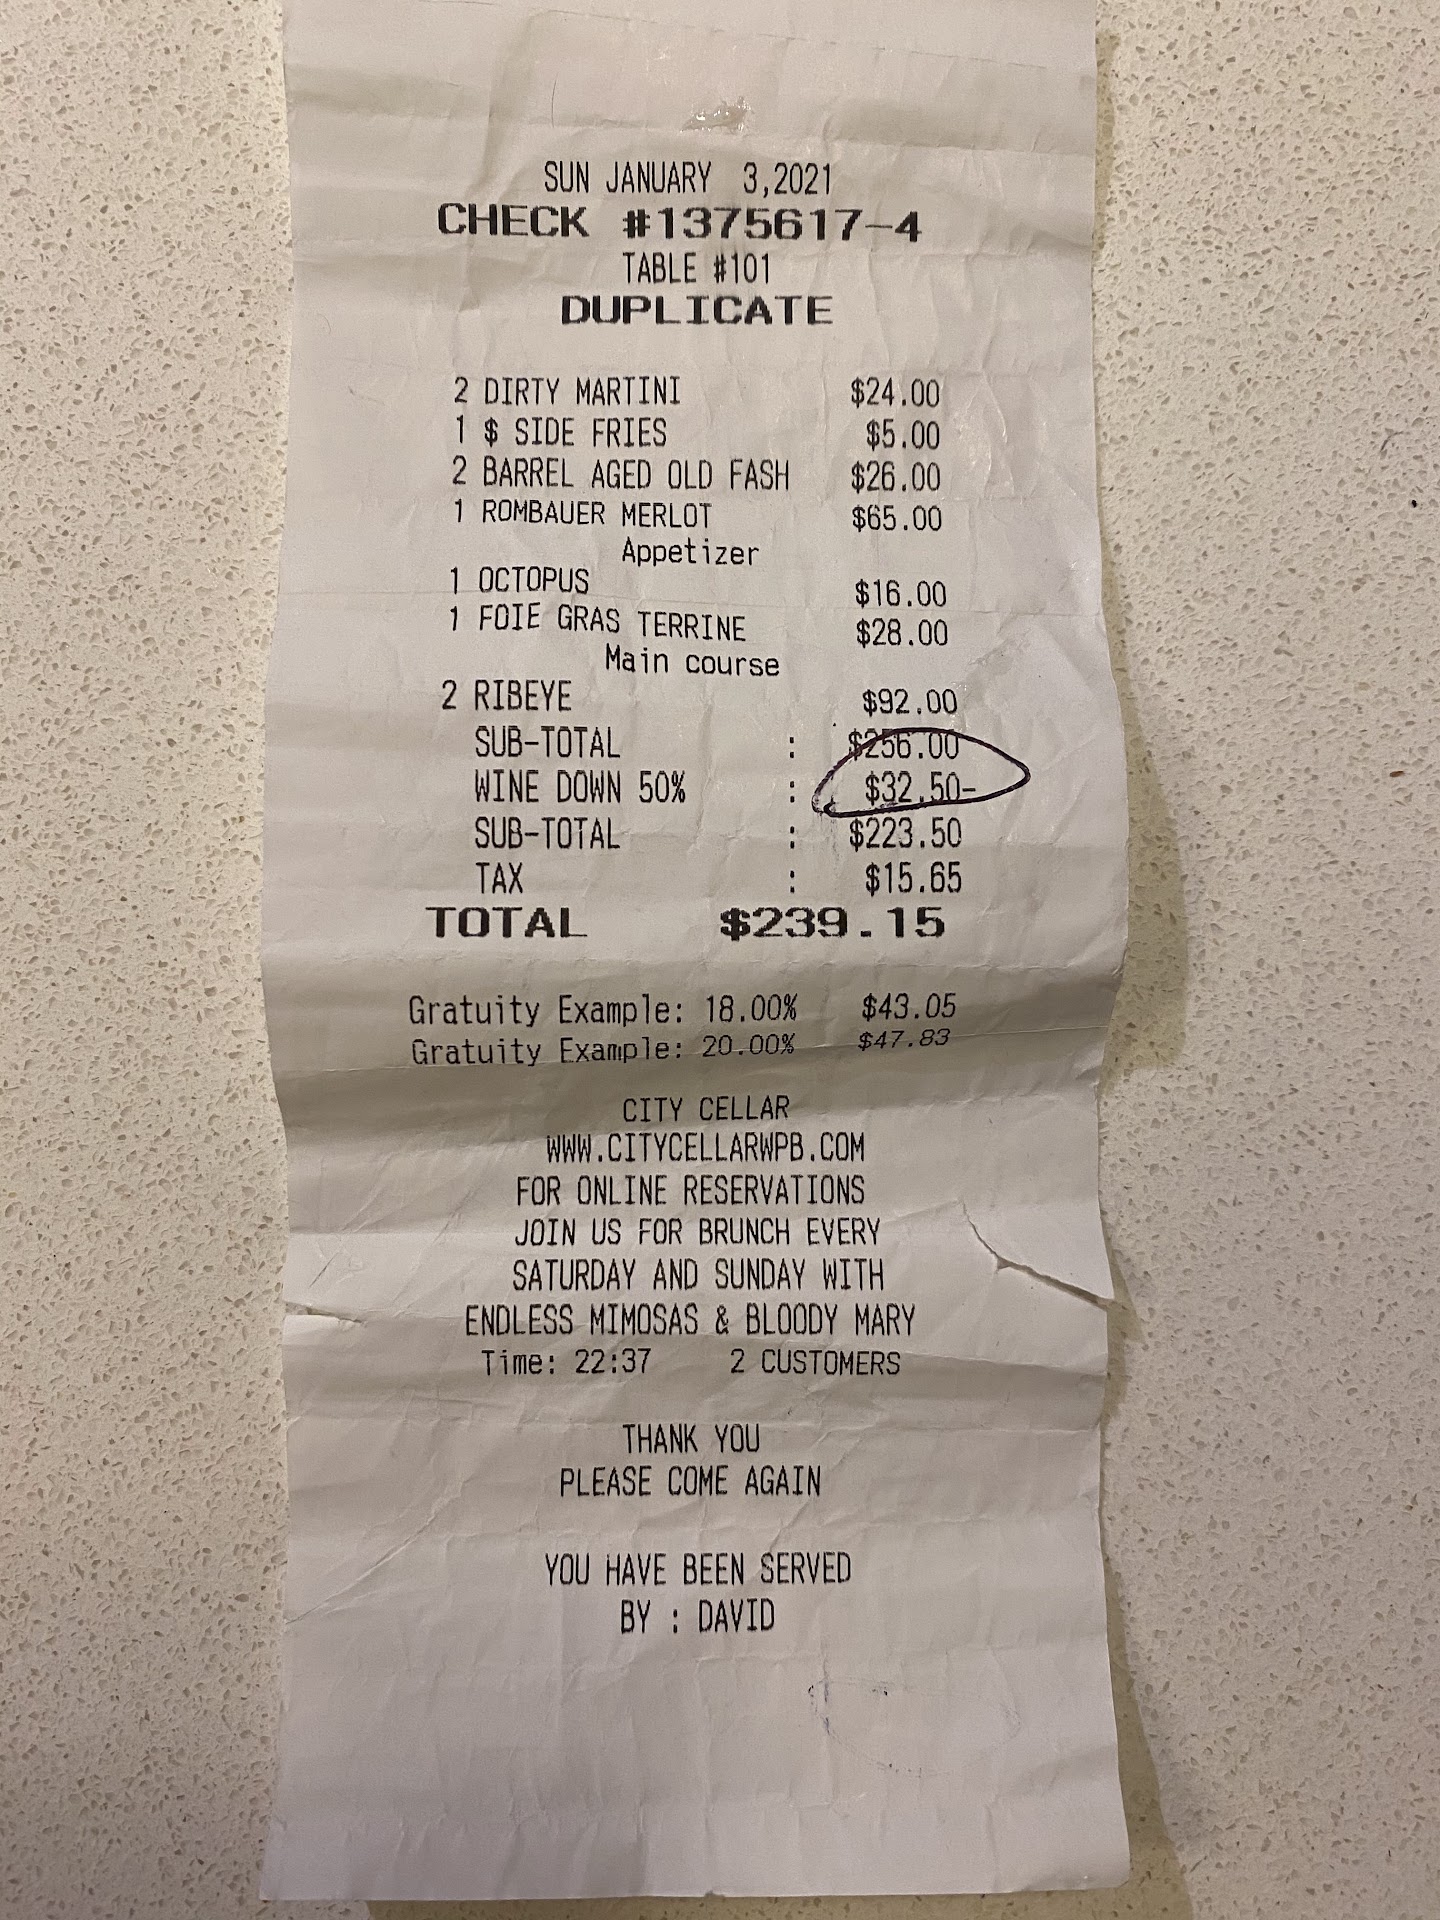 SUN JANUARY 3,2021
CHECK #1375617-4
TABLE #101
DUPLICATE
2 DIRTY MARTINI $24.00
1 $ SIDE FRIES $5.00
2 BARREL AGED OLD FASH $26.00
1 ROMBAUER MERLOT $65.00
Appetizer
1 OCTOPUS $16.00
1 FOIE GRAS TERRINE $28.00
Main course
2 RIBEYE $92.00
SUB-TOTAL : $256.00
WINE DOWN 50% : $32.50-
SUB-TOTAL : $223.50
TAX : $15.65
TOTAL $239.15
Gratuity Example: 18.00% $43.05
Gratuity Example: 20.00% $47.83
CITY CELLAR
WWW.CITYCELLARWPB.COM
FOR ONLINE RESERVATIONS
JOIN US FOR BRUNCH EVERY
SATURDAY AND SUNDAY WITH
ENDLESS MIMOSAS & BLOODY MARY
Time: 22:37 2 CUSTOMERS
THANK YOU
PLEASE COME AGAIN
YOU HAVE BEEN SERVED
BY : DAVID